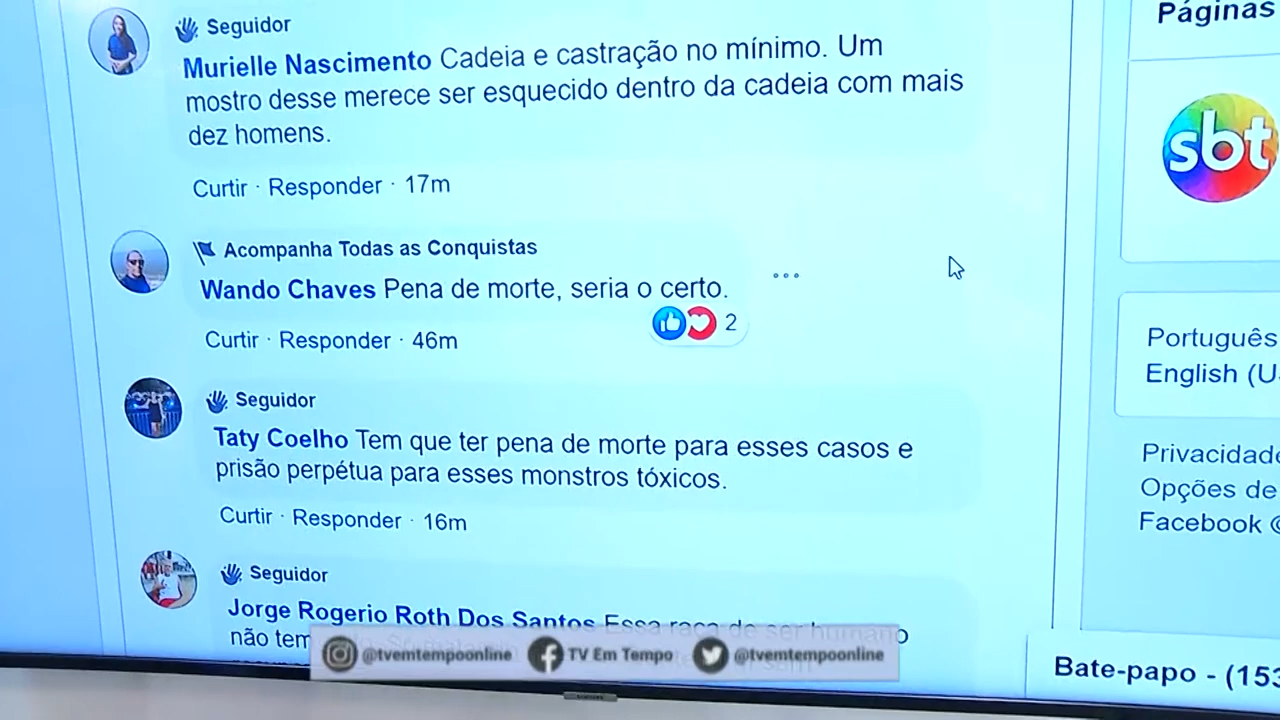 Seguidor
Murielle Nascimento Cadeia e castração no mínimo. Um
mostro desse merece ser esquecido dentro da cadeia com mais
dez homens.
Curtir · Responder · 17m
Acompanha Todas as Conquistas
Wando Chaves Pena de morte, seria o certo.
2
Curtir · Responder · 46m
Seguidor
Taty Coelho Tem que ter pena de morte para esses casos e
prisão perpétua para esses monstros tóxicos.
Curtir · Responder · 16m
Seguidor
Jorge Rogerio Roth Dos Santos Essa raça de ser humano
não tem
@tvemtempoonline TV Em Tempo @tvemtempoonline
SAMSUNG
Páginas
sbt
Português
English (U
Privacidade
Opções de
Facebook ©
Bate-papo - (153